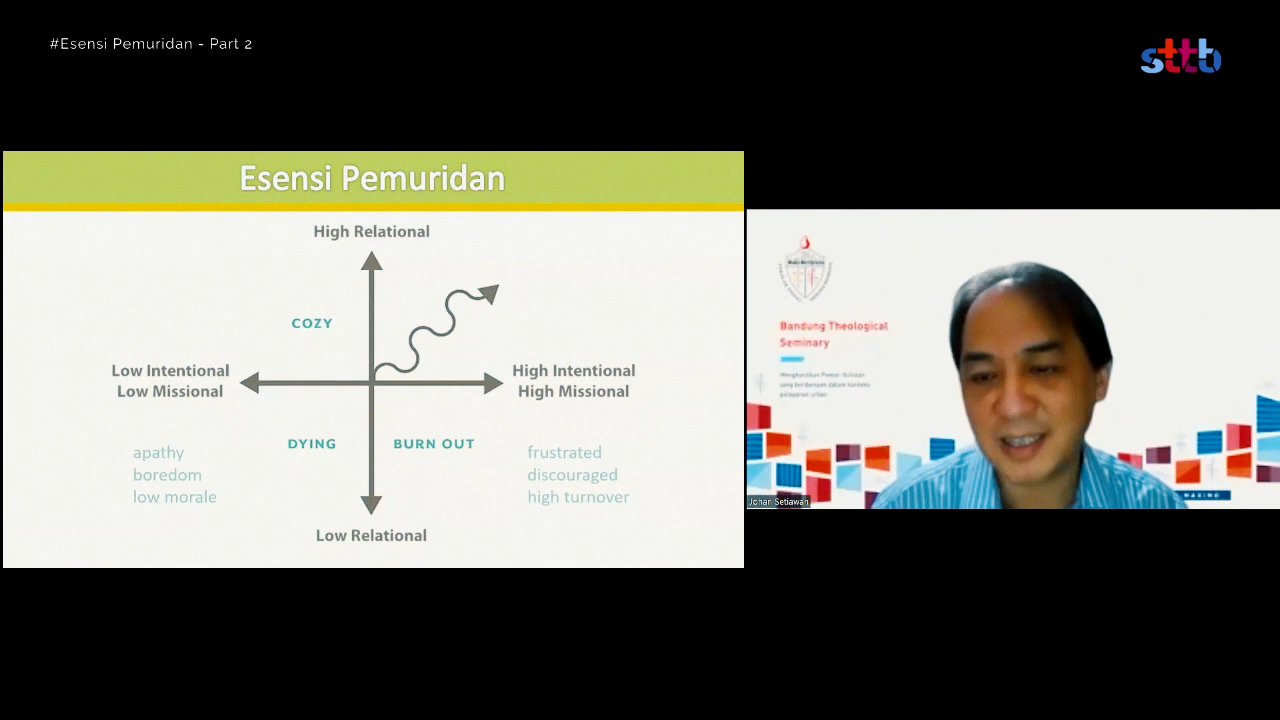 #Esensi Pemuridan - Part 2
sttb
Esensi Pemuridan
High Relational
COZY
Low Intentional
Low Missional
High Intentional
High Missional
DYING
BURN OUT
apathy
boredom
low morale
frustrated
discouraged
high turnover
Low Relational
Bandung Theological
Seminary
Johan Setiawan